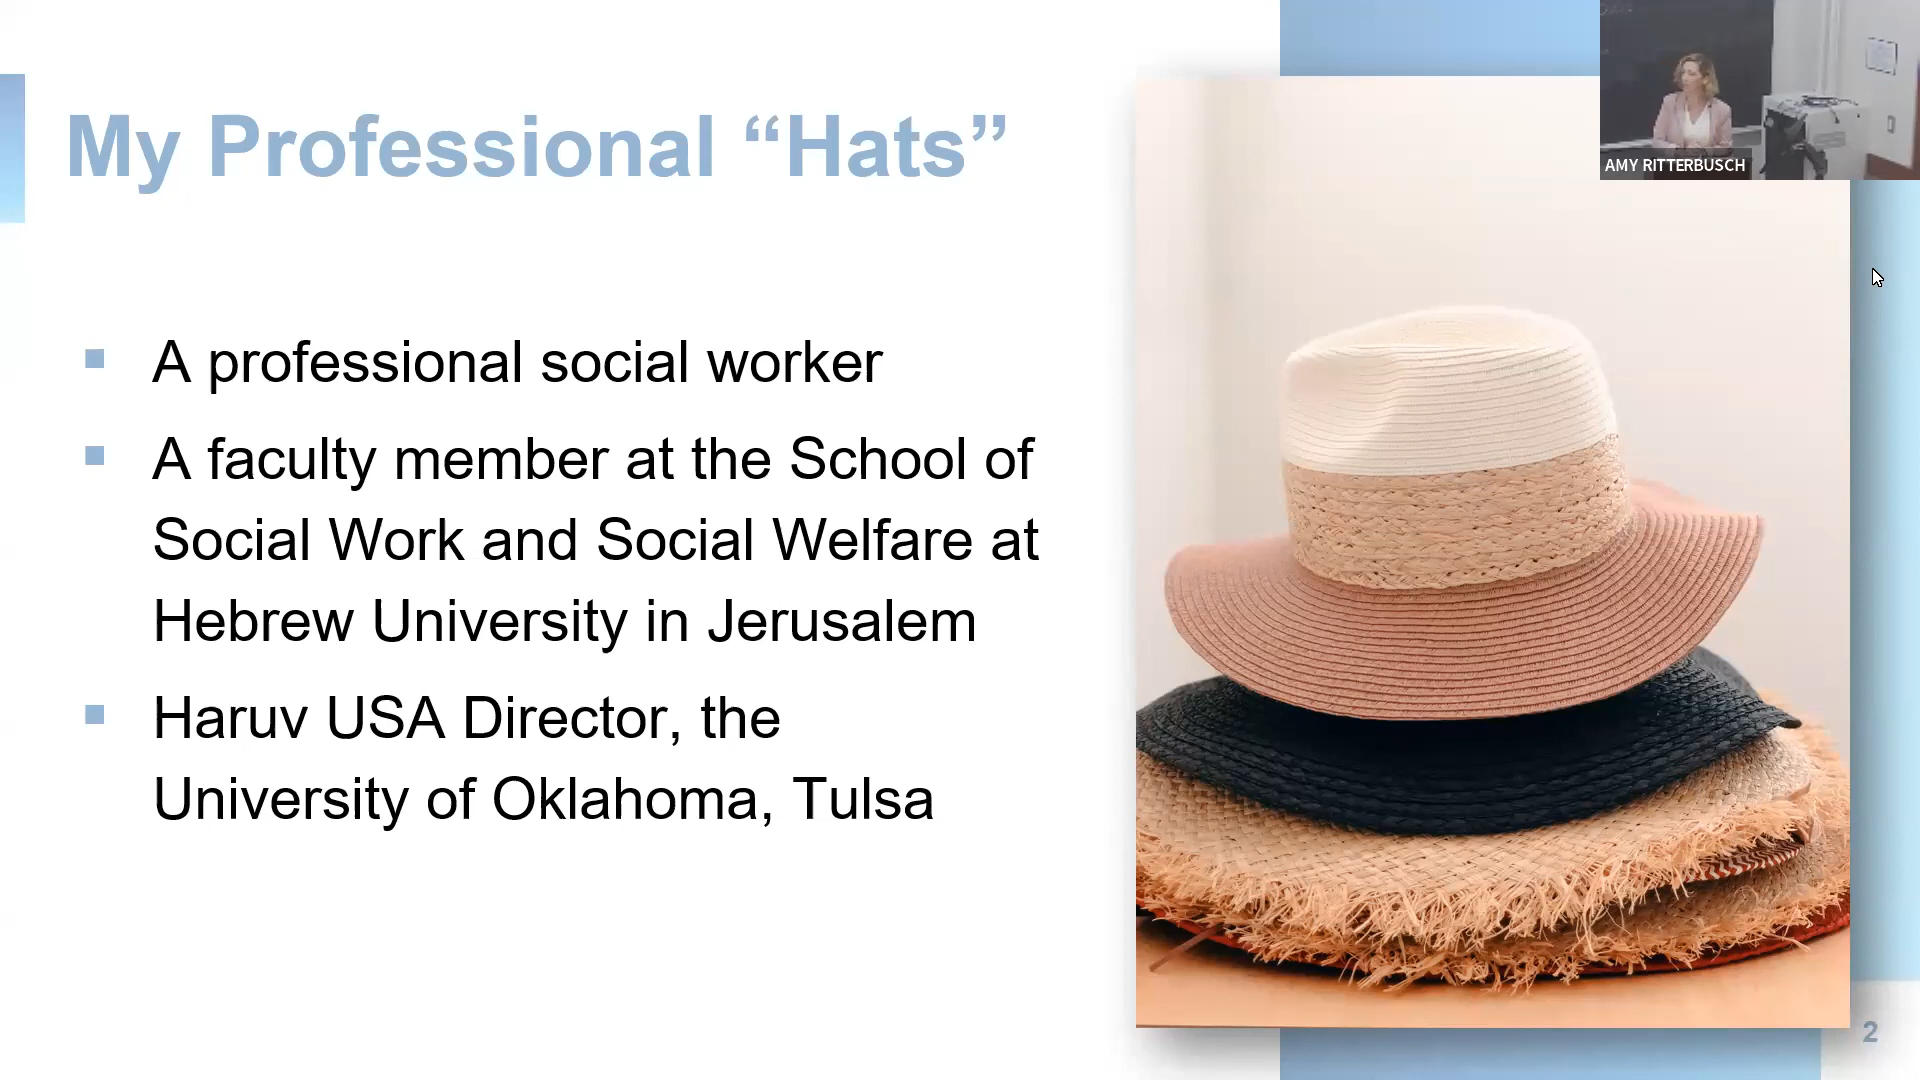 My Professional “Hats”
AMY RITTERBUSCH
▪ A professional social worker
▪ A faculty member at the School of
Social Work and Social Welfare at
Hebrew University in Jerusalem
▪ Haruv USA Director, the
University of Oklahoma, Tulsa
2